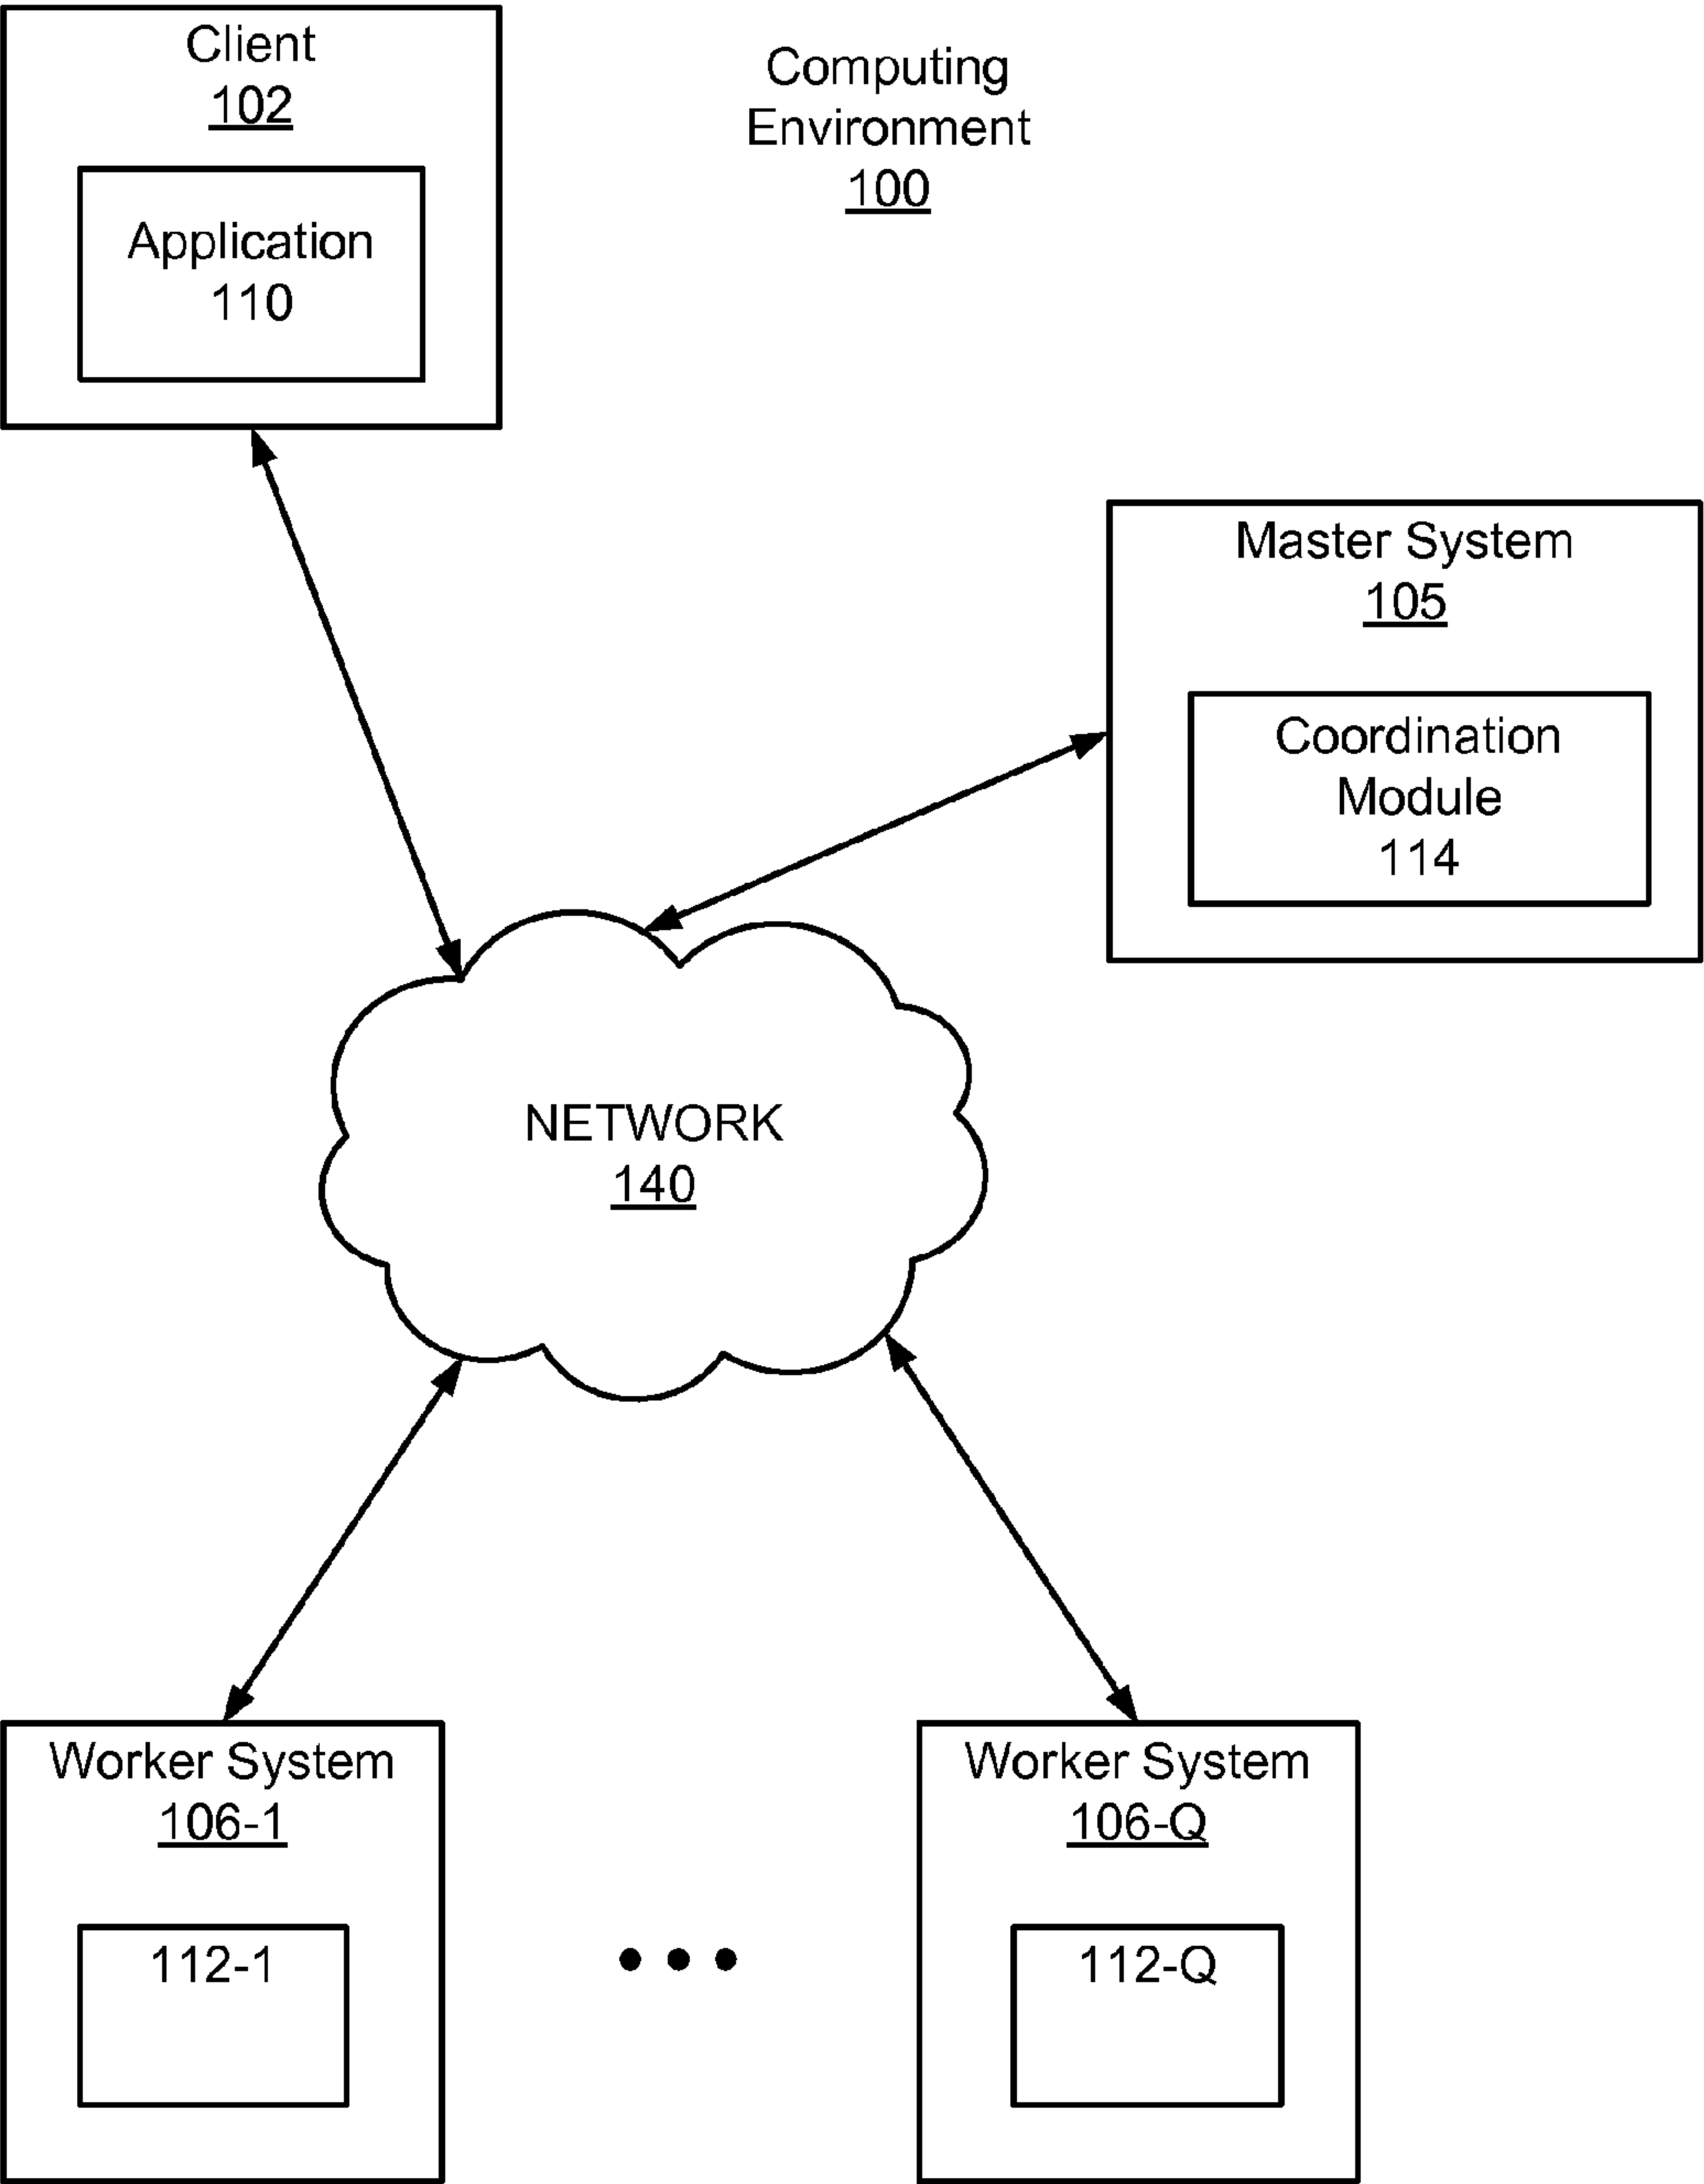 Client
102
Application
110
Computing
Environment
100
Master System
105
Coordination
Module
114
NETWORK
140
Worker System
106-1
112-1
Worker System
106-Q
112-Q